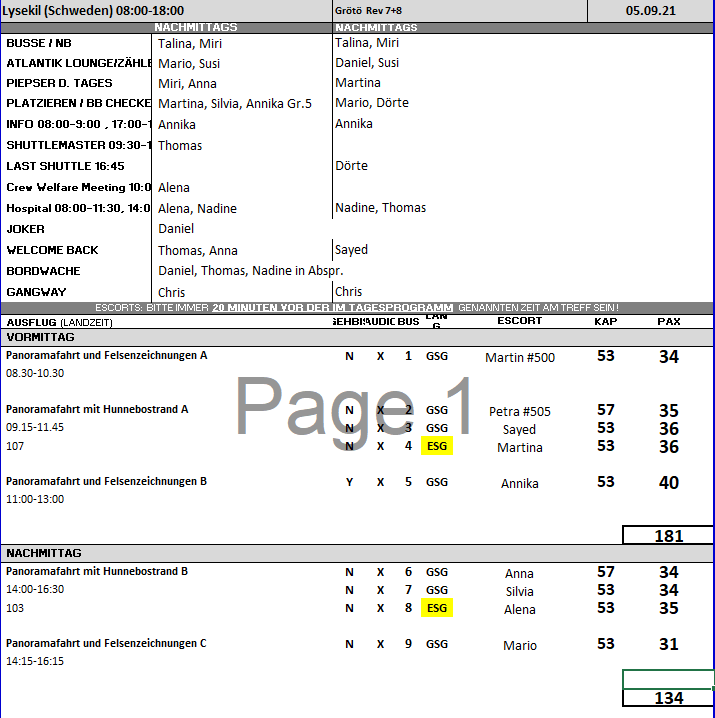 Lysekil (Schweden) 08:00-18:00 Grötö Rev 7+8 05.09.21
NACHMITTAGS NACHMITTAGS
BUSSE / NB Talina, Miri Talina, Miri
ATLANTIK LOUNGE/ZÄHLE Mario, Susi Daniel, Susi
PIEPSER D. TAGES Miri, Anna Martina
PLATZIEREN / BB CHECKE Martina, Silvia, Annika Gr.5 Mario, Dörte
INFO 08:00-9:00 , 17:00-1 Annika Annika
SHUTTLEMASTER 09:30-1 Thomas
LAST SHUTTLE 16:45 Dörte
Crew Welfare Meeting 10:0 Alena
Hospital 08:00-11:30, 14:0 Alena, Nadine Nadine, Thomas
JOKER Daniel
WELCOME BACK Thomas, Anna Sayed
BORDWACHE Daniel, Thomas, Nadine in Abspr.
GANGWAY Chris Chris
ESCORTS: BITTE IMMER 20 MINUTEN VOR DER IM TAGESPROGRAMM GENANNTEN ZEIT AM TREFF SEIN!
AUSFLUG (LANDZEIT) BUS ESCORT KAP PAX
VORMITTAG
Panoramafahrt und Felsenzeichnungen A N X 1 GSG Martin #500 53 34
08.30-10.30
Panoramafahrt mit Hunnebostrand A N X 2 GSG Petra #505 57 35
09.15-11.45 N X 3 GSG Sayed 53 36
107 N X 4 ESG Martina 53 36
Page 1
Panoramafahrt und Felsenzeichnungen B Y X 5 GSG Annika 53 40
11:00-13:00
181
NACHMITTAG
Panoramafahrt mit Hunnebostrand B N X 6 GSG Anna 57 34
14:00-16:30 N X 7 GSG Silvia 53 34
103 N X 8 ESG Alena 53 35
Panoramafahrt und Felsenzeichnungen C N X 9 GSG Mario 53 31
14:15-16:15
134